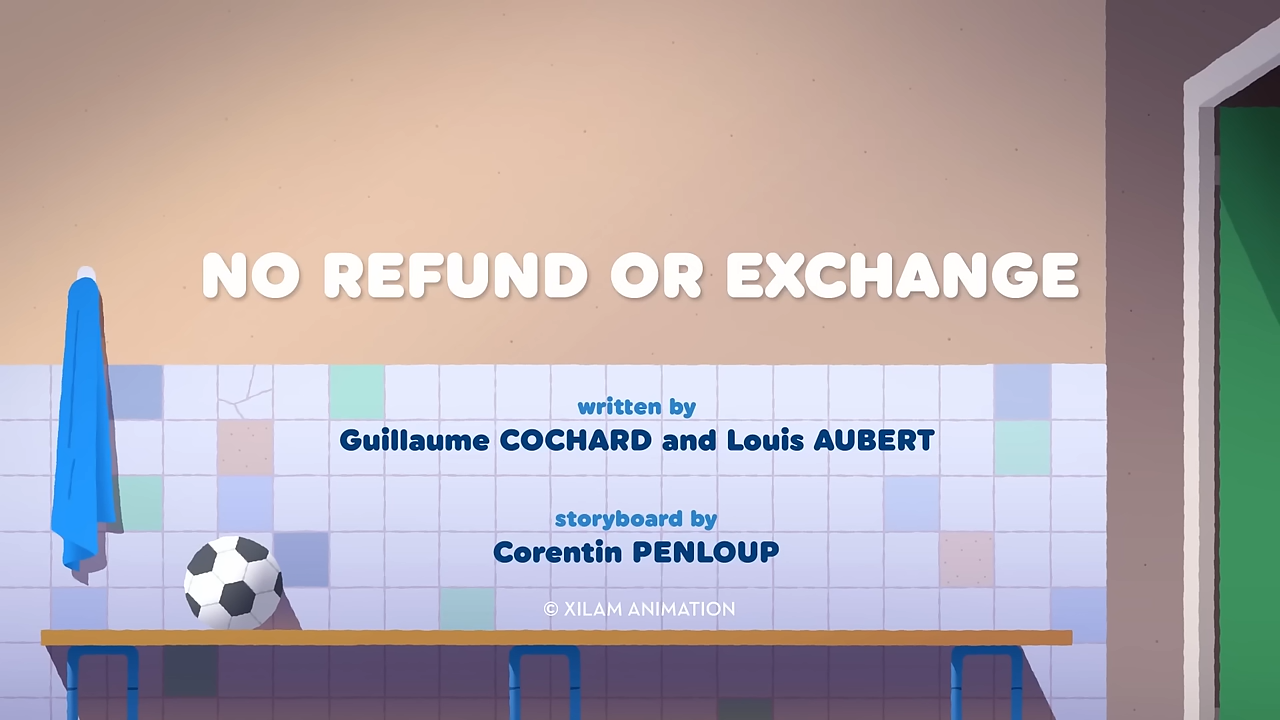 NO REFUND OR EXCHANGE
written by
Guillaume COCHARD and Louis AUBERT
storyboard by
Corentin PENLOUP
© XILAM ANIMATION